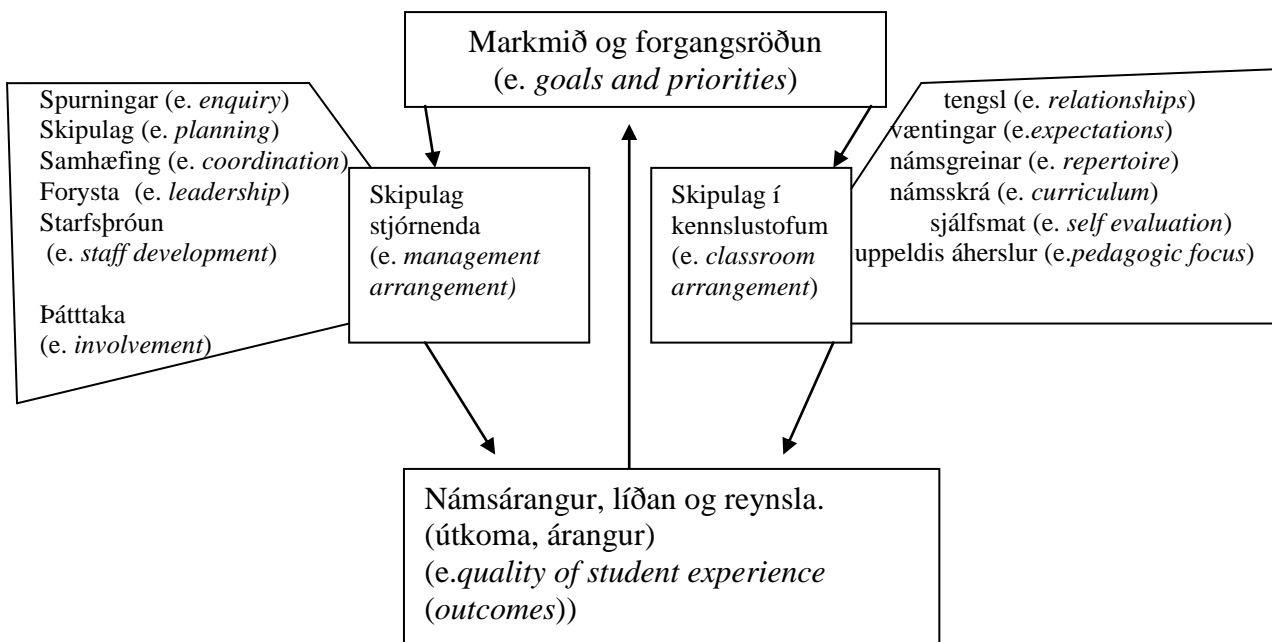 Markmið og forgangsröðun
(e. goals and priorities)
Spurningar (e. enquiry)
Skipulag (e. planning)
Samhæfing (e. coordination)
Forysta (e. leadership)
Starfsþróun
(e. staff development)
Þátttaka
(e. involvement)
Skipulag
stjórnenda
(e. management
arrangement)
Skipulag í
kennslustofum
(e. classroom
arrangement)
tengsl (e. relationships)
væntingar (e.expectations)
námsgreinar (e. repertoire)
námsskrá (e. curriculum)
sjálfsmat (e. self evaluation)
uppeldis áherslur (e.pedagogic focus)
Námsárangur, líðan og reynsla.
(útkoma, árangur)
(e.quality of student experience
(outcomes))